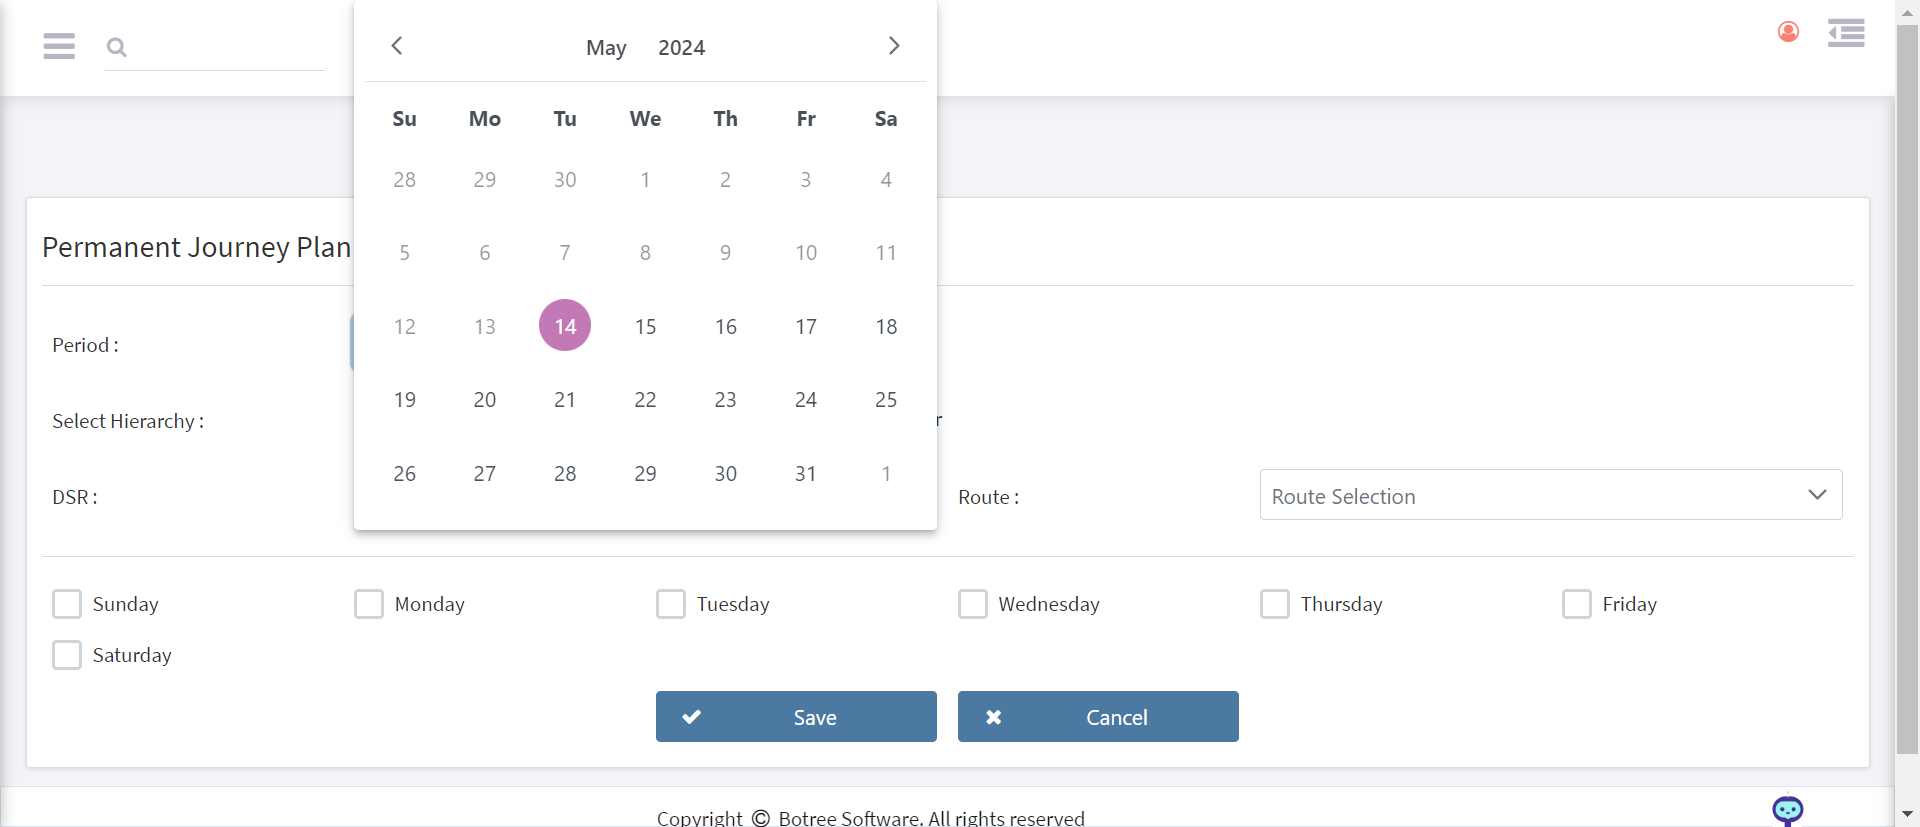 May 2024
Su Mo Tu We Th Fr Sa
28 29 30 1 2 3 4
5 6 7 8 9 10 11
12 13 14 15 16 17 18
19 20 21 22 23 24 25
26 27 28 29 30 31 1
Permanent Journey Plan
Period :
Select Hierarchy :
r
DSR :
Route :
Route Selection
Sunday
Monday
Tuesday
Wednesday
Thursday
Friday
Saturday
Save
Cancel
Copyright © Botree Software. All rights reserved